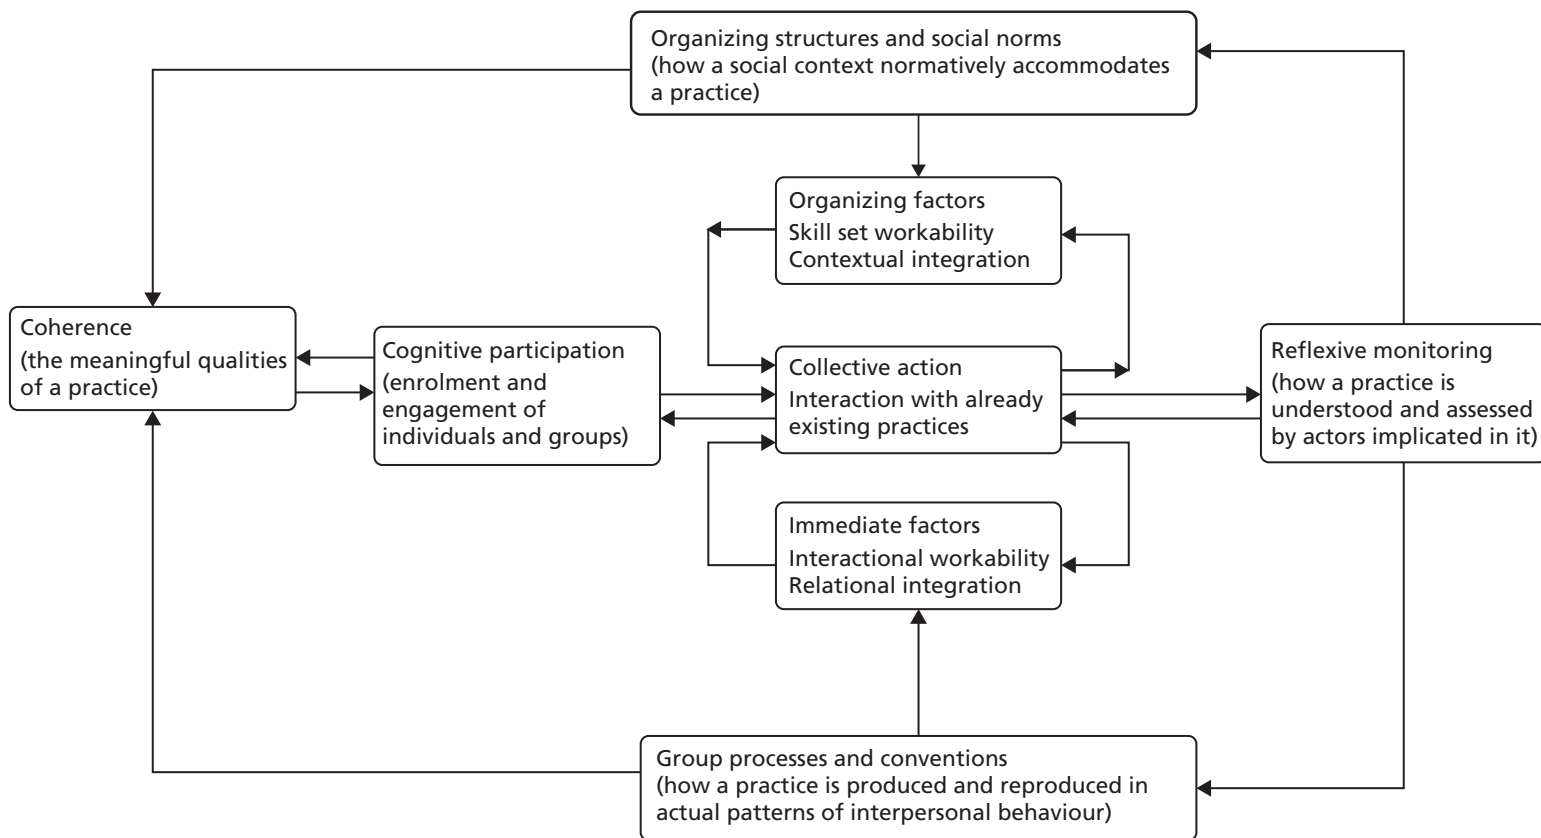 Organizing structures and social norms
(how a social context normatively accommodates
a practice)
Organizing factors
Skill set workability
Contextual integration
Coherence
(the meaningful qualities
of a practice)
Cognitive participation
(enrolment and
engagement of
individuals and groups)
Collective action
Interaction with already
existing practices
Reflexive monitoring
(how a practice is
understood and assessed
by actors implicated in it)
Immediate factors
Interactional workability
Relational integration
Group processes and conventions
(how a practice is produced and reproduced in
actual patterns of interpersonal behaviour)